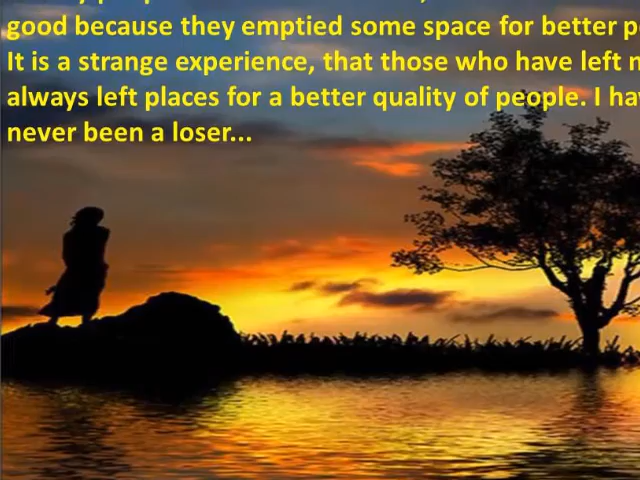 good because they emptied some space for better
It is a strange experience, that those who have left
always left places for a better quality of people. I
never been a loser...